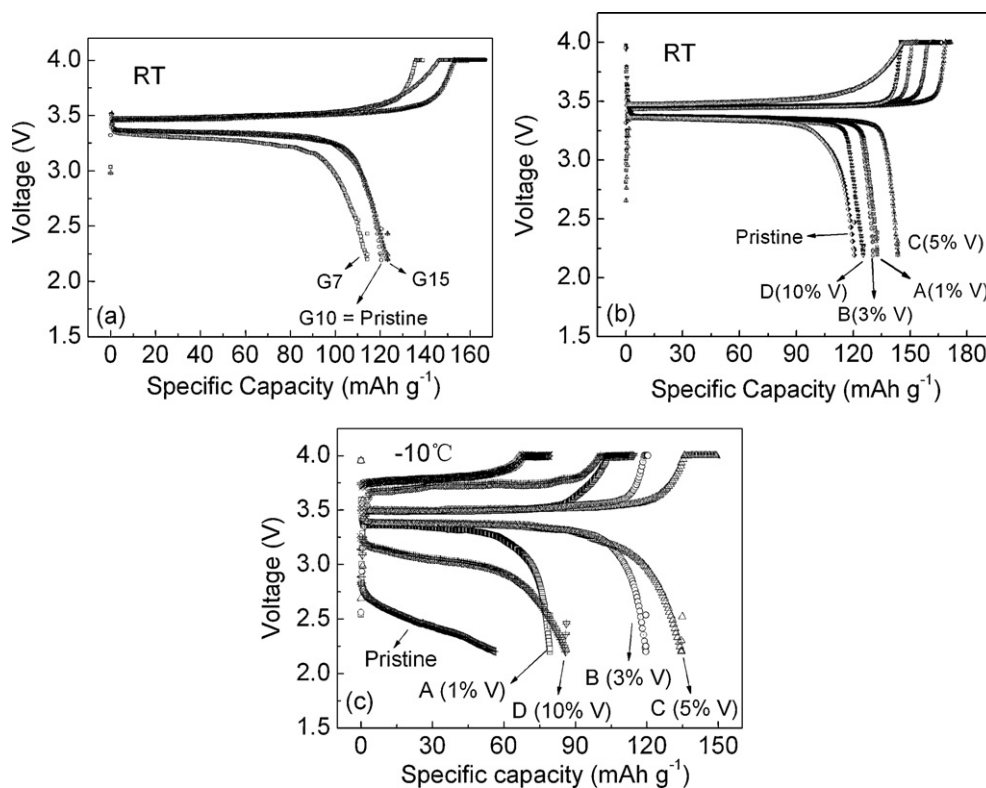 RT
4.0
3.5
3.0
2.5
2.0
1.5
Voltage (V)
G7
G15
G10 = Pristine
(a)
0 20 40 60 80 100 120 140 160
Specific Capacity (mAh g⁻¹)
RT
4.0
3.5
3.0
2.5
2.0
1.5
Voltage (V)
Pristine
C(5% V)
D(10% V)
A(1% V)
B(3% V)
(b)
0 30 60 90 120 150 180
Specific Capacity (mAh g⁻¹)
-10℃
4.0
3.5
3.0
2.5
2.0
1.5
Voltage (V)
Pristine
A (1% V)
B (3% V)
D (10% V)
C (5% V)
(c)
0 30 60 90 120 150
Specific capacity (mAh g⁻¹)